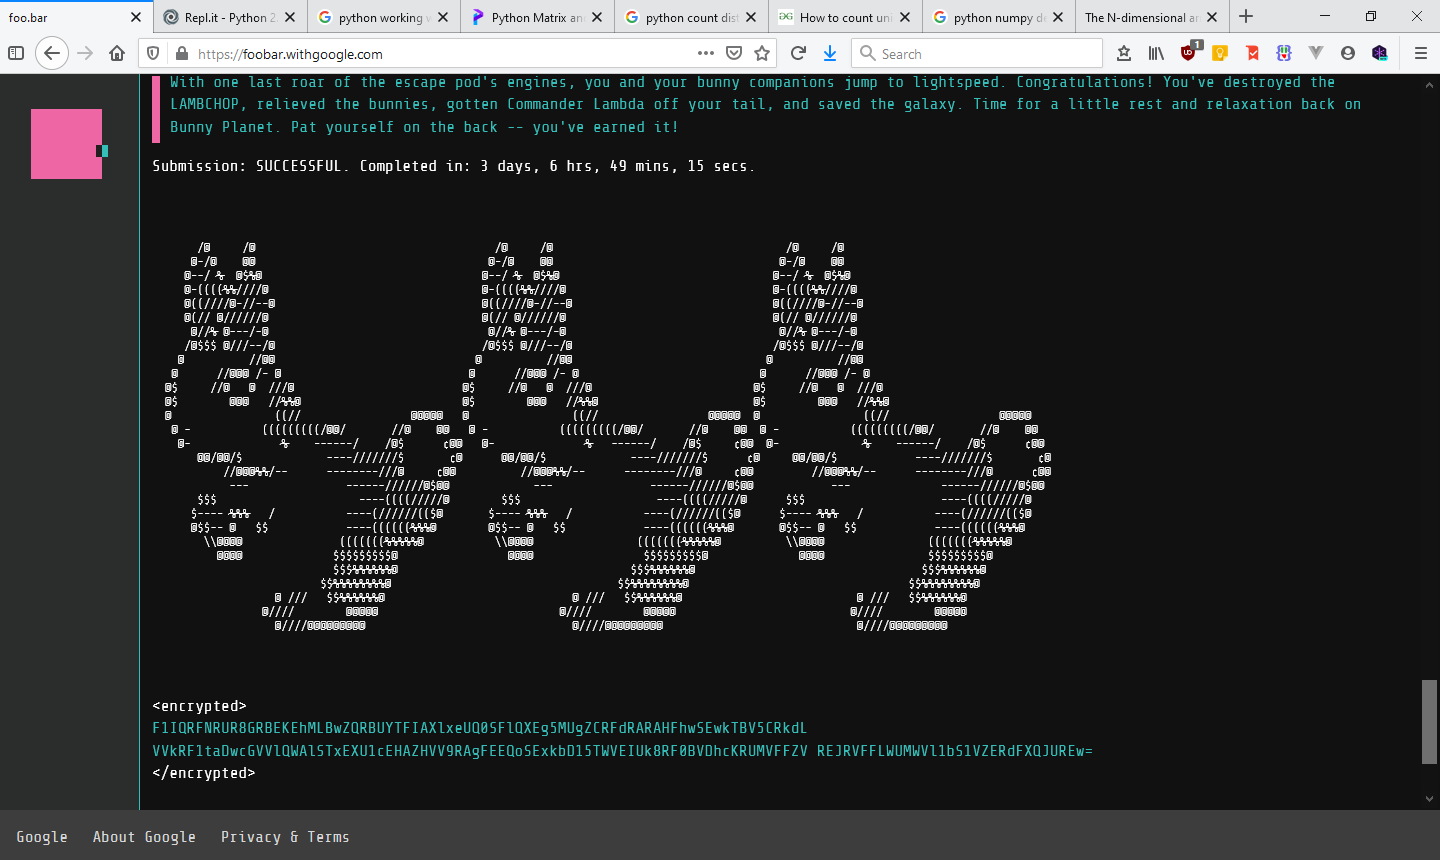 foo.bar
Repl.it - Python 2
python working w
Python Matrix an
python count dist
How to count uni
python numpy de
The N-dimensional ar
https://foobar.withgoogle.com
Search
1
With one last roar of the escape pod's engines, you and your bunny companions jump to lightspeed. Congratulations! You've destroyed the
LAMBCHOP, relieved the bunnies, gotten Commander Lambda off your tail, and saved the galaxy. Time for a little rest and relaxation back on
Bunny Planet. Pat yourself on the back -- you've earned it!
Submission: SUCCESSFUL. Completed in: 3 days, 6 hrs, 49 mins, 15 secs.
<encrypted>
F1IQRFNRUR8GRBEKEhMLBwZQRBUYTFIAXlxeUQ0SFlQXEg5MUgZCRFdRARAHFhwSEwkTBV5CRkdL
VVkRF1taDwcGVVlQWAlSTxEXU1cEHAZHVV9RAgFEEQoSExkbD15TWVEIUk8RF0BVDhcKRUMVFFZV REJRVFFLWUMWVl1bS1VZERdFXQJUREw=
</encrypted>
Google
About Google
Privacy & Terms